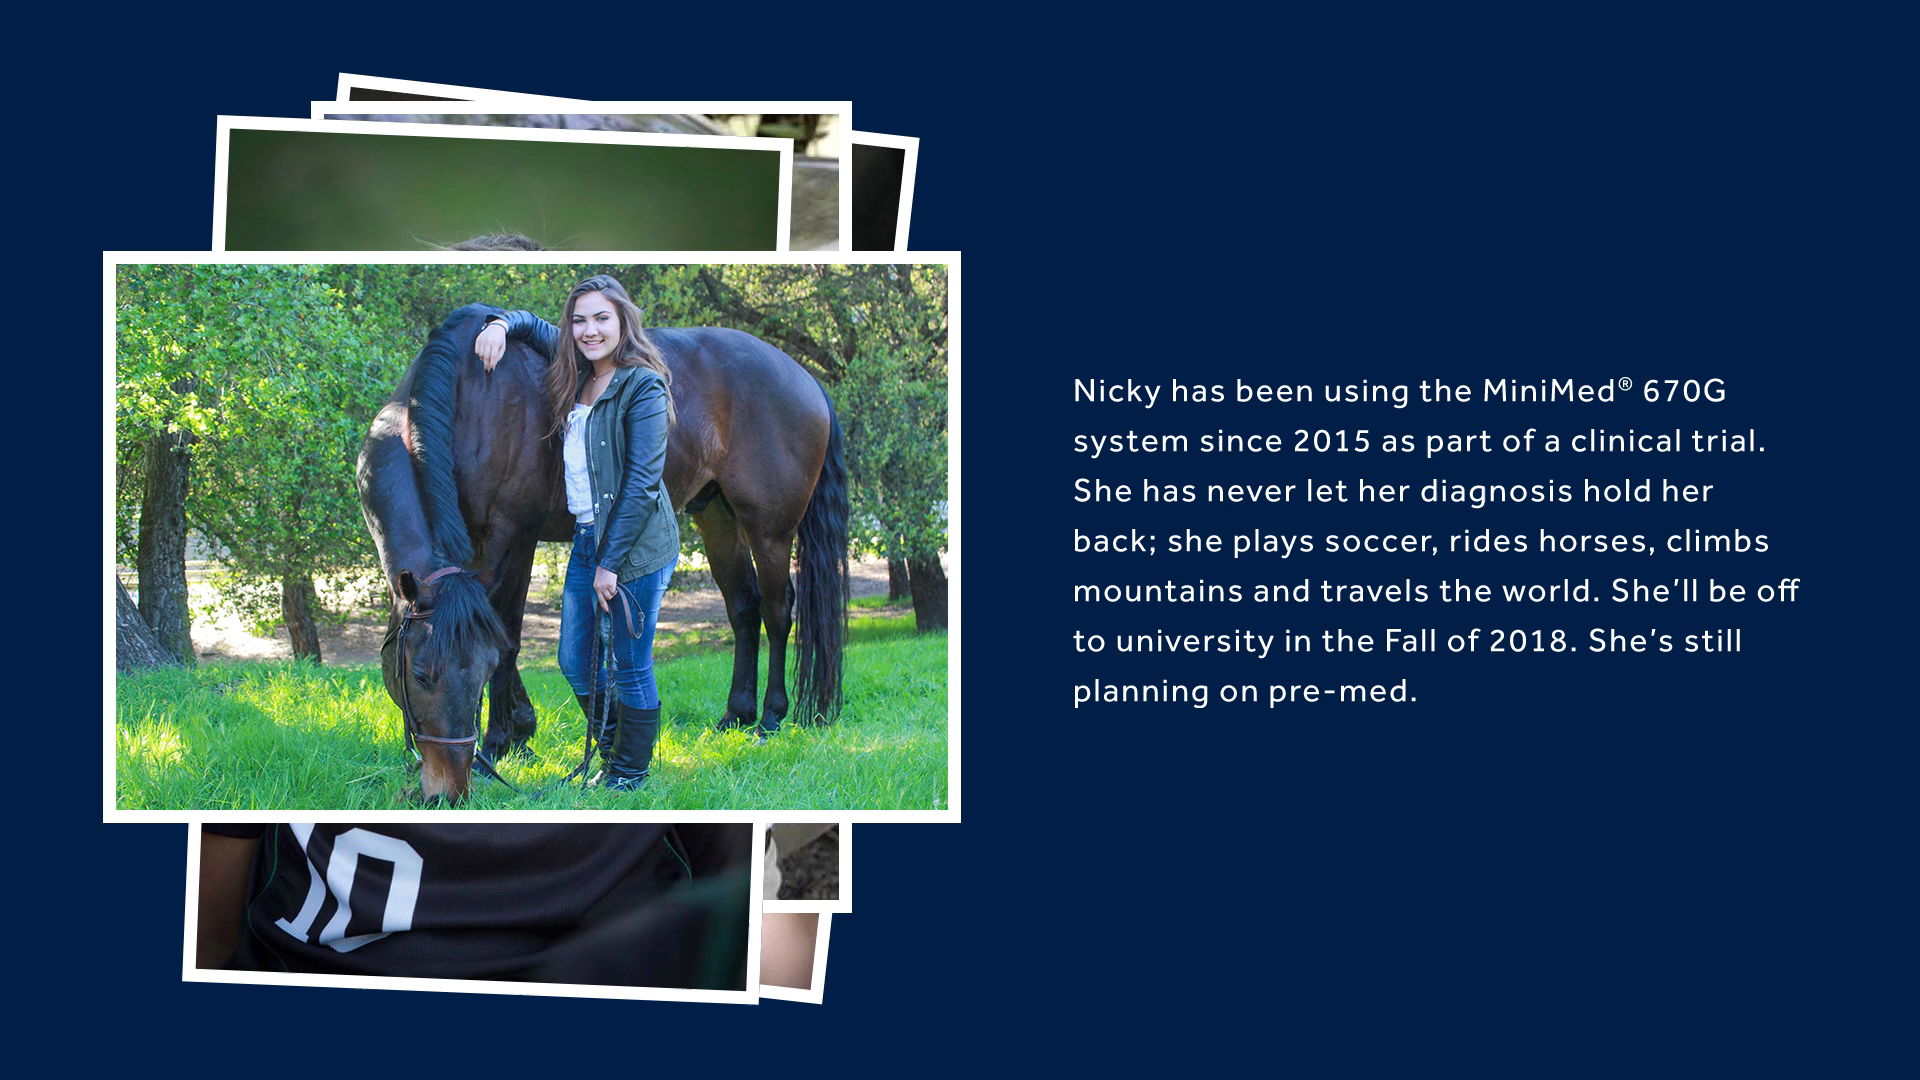 Nicky has been using the MiniMed® 670G
system since 2015 as part of a clinical trial.
She has never let her diagnosis hold her
back; she plays soccer, rides horses, climbs
mountains and travels the world. She’ll be off
to university in the Fall of 2018. She’s still
planning on pre-med.
10